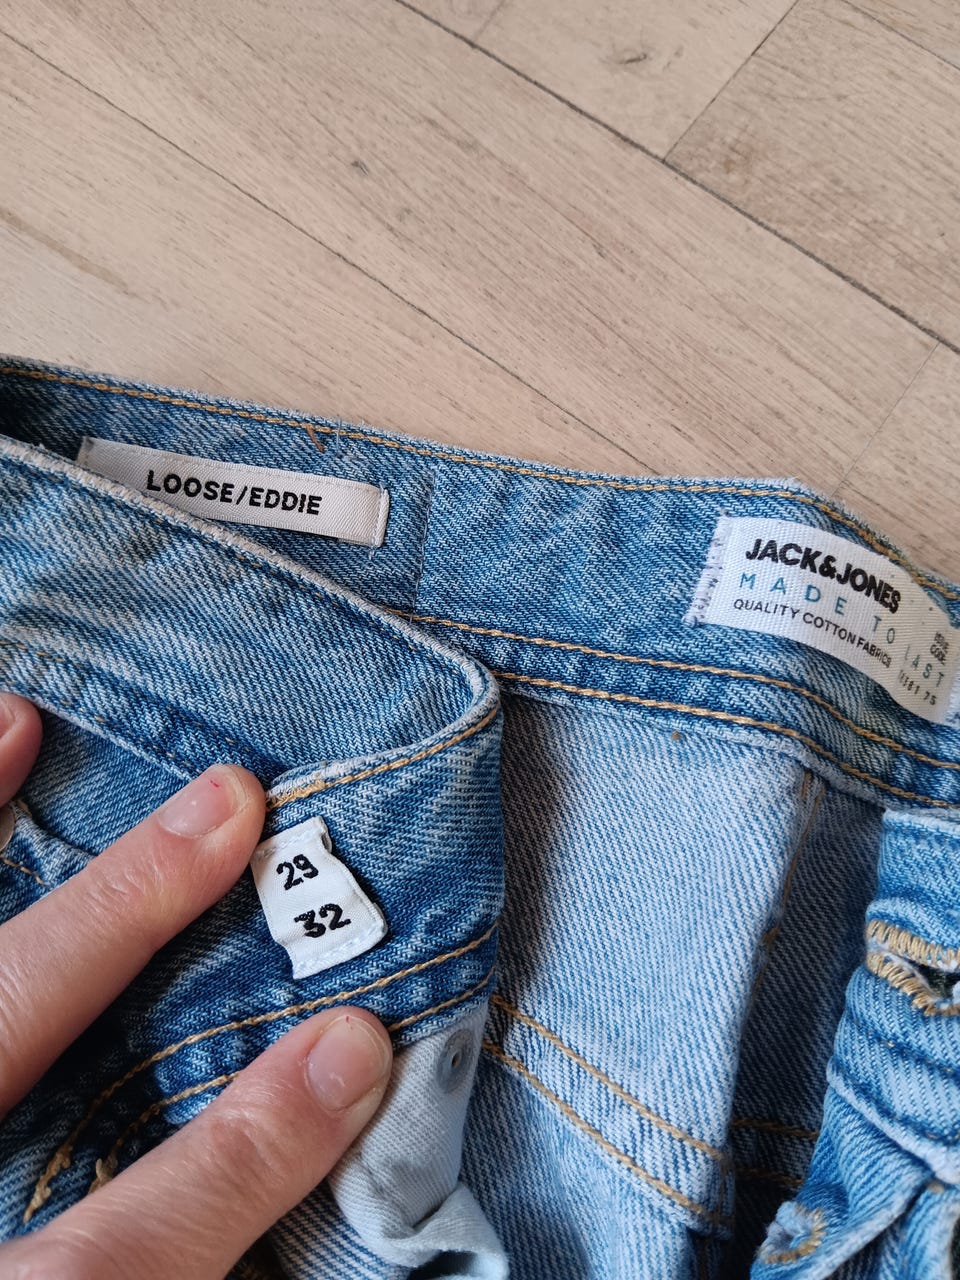 LOOSE/EDDIE
JACK&JONES
MADE TO LAST
QUALITY COTTON FABRICS
29
32